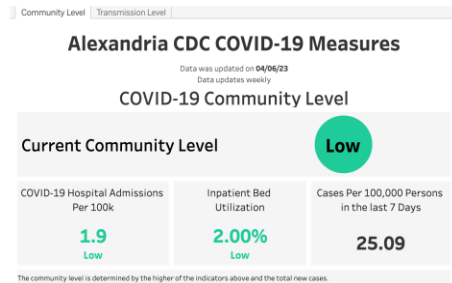 Community Level Transmission Level
Alexandria CDC COVID-19 Measures
Data was updated on 04/06/23
Data updates weekly
COVID-19 Community Level
Current Community Level Low
COVID-19 Hospital Admissions Per 100k
1.9
Low
Inpatient Bed Utilization
2.00%
Low
Cases Per 100,000 Persons in the last 7 Days
25.09
The community level is determined by the higher of the indicators above and the total new cases.